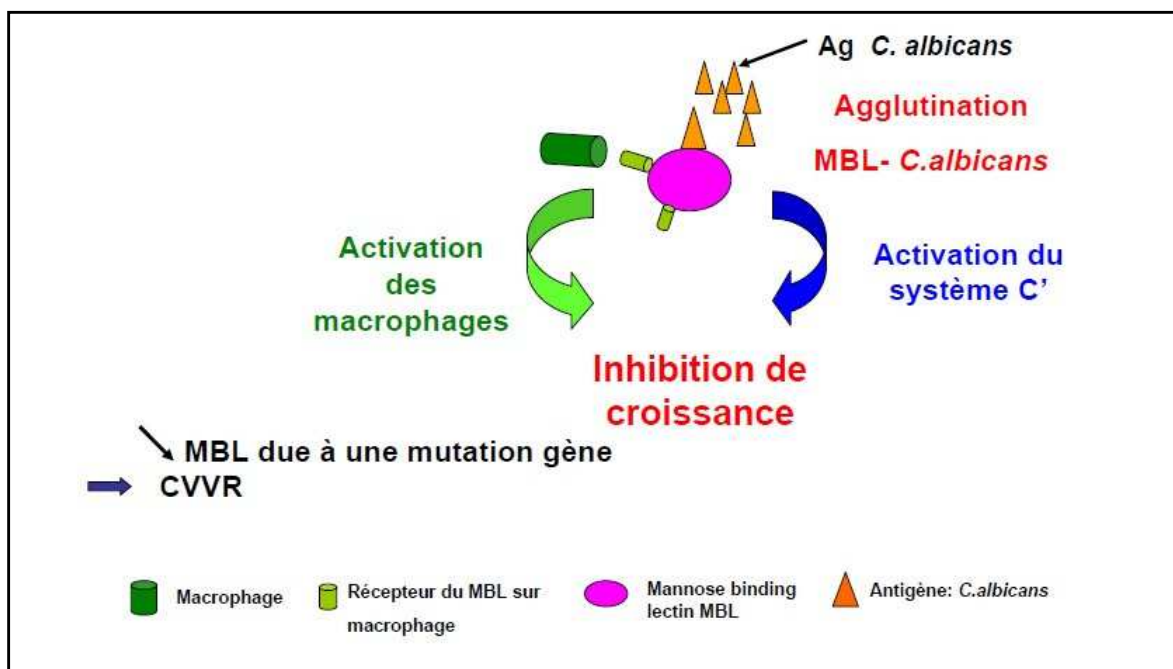 Ag C. albicans
Agglutination
MBL- C.albicans
Activation
des
macrophages
Activation du
système C’
Inhibition de
croissance
MBL due à une mutation gène
CVVR
Macrophage
Récepteur du MBL sur
macrophage
Mannose binding
lectin MBL
Antigène: C.albicans